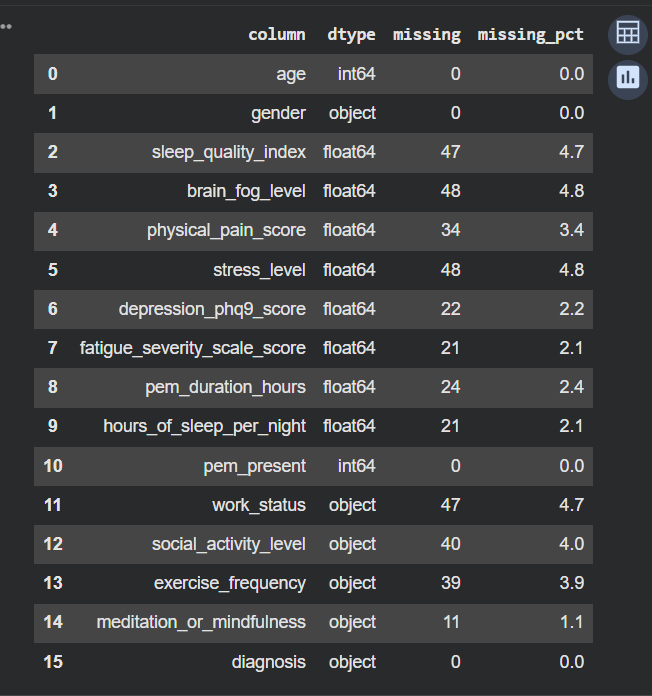 column dtype missing missing_pct
0 age int64 0 0.0
1 gender object 0 0.0
2 sleep_quality_index float64 47 4.7
3 brain_fog_level float64 48 4.8
4 physical_pain_score float64 34 3.4
5 stress_level float64 48 4.8
6 depression_phq9_score float64 22 2.2
7 fatigue_severity_scale_score float64 21 2.1
8 pem_duration_hours float64 24 2.4
9 hours_of_sleep_per_night float64 21 2.1
10 pem_present int64 0 0.0
11 work_status object 47 4.7
12 social_activity_level object 40 4.0
13 exercise_frequency object 39 3.9
14 meditation_or_mindfulness object 11 1.1
15 diagnosis object 0 0.0